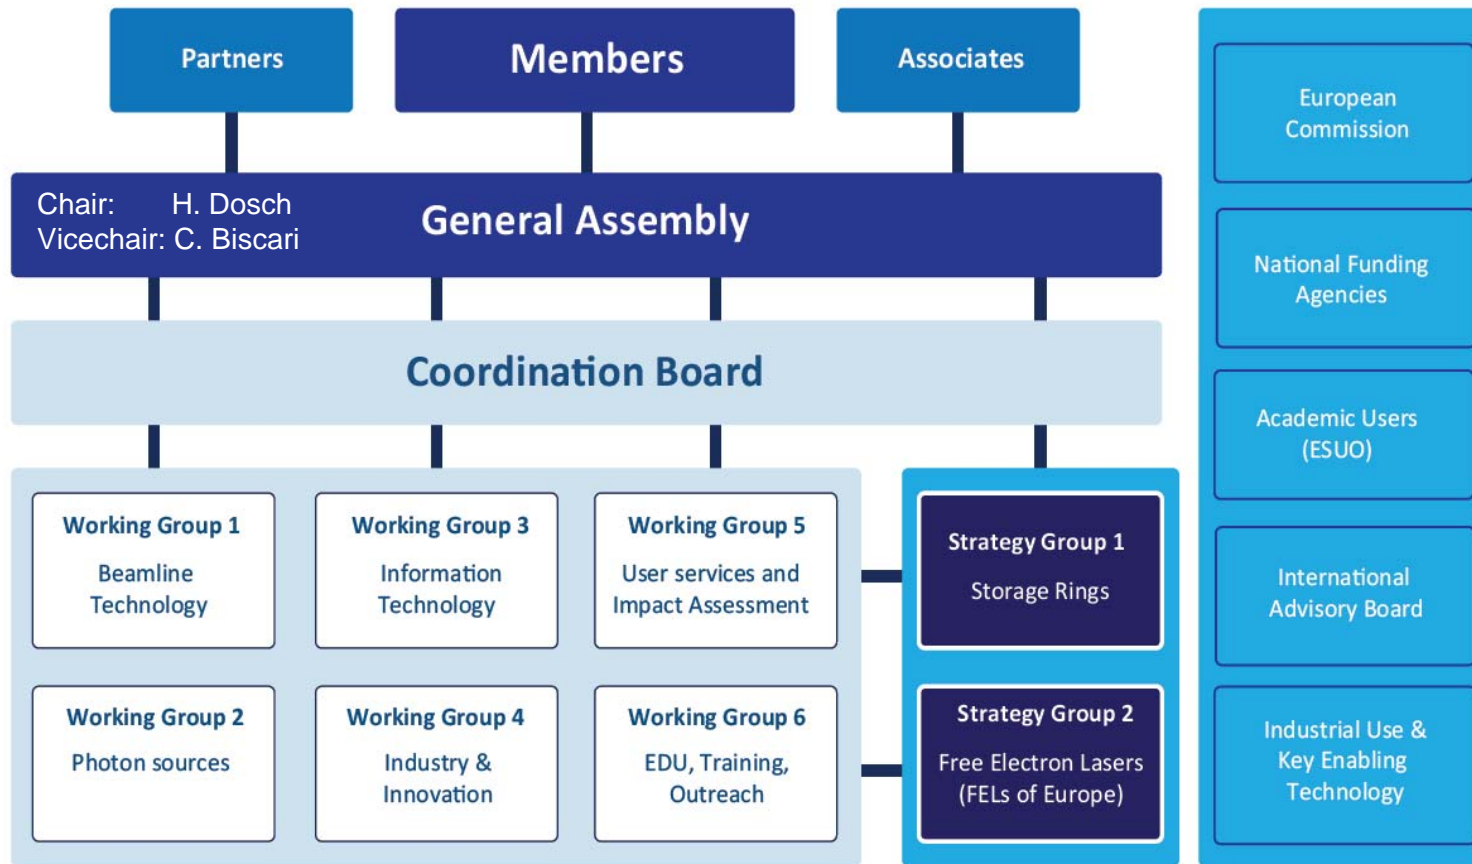 Partners
Members
Associates
Chair: H. Dosch
Vicechair: C. Biscari
General Assembly
Coordination Board
Working Group 1
Beamline
Technology
Working Group 3
Information
Technology
Working Group 5
User services and
Impact Assessment
Strategy Group 1
Storage Rings
Working Group 2
Photon sources
Working Group 4
Industry &
Innovation
Working Group 6
EDU, Training,
Outreach
Strategy Group 2
Free Electron Lasers
(FELs of Europe)
European
Commission
National Funding
Agencies
Academic Users
(ESUO)
International
Advisory Board
Industrial Use &
Key Enabling
Technology